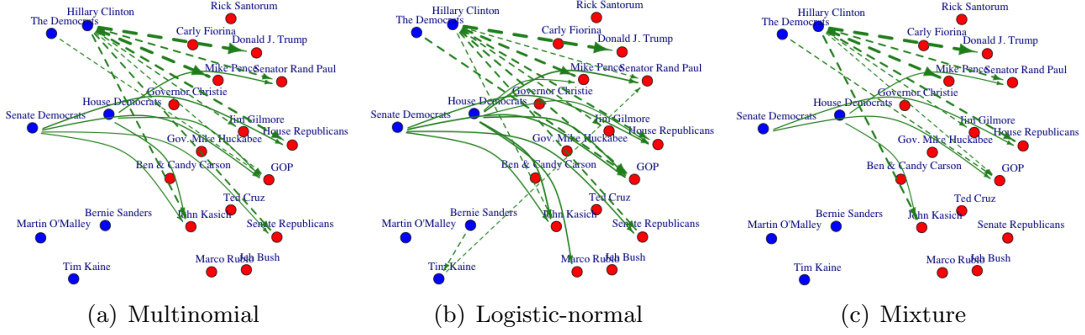 Rick Santorum
Hillary Clinton
The Democrats
Carly Fiorina
Donald J. Trump
Mike Pence
Senator Rand Paul
Governor Christie
House Democrats
Senate Democrats
Jim Gilmore
House Republicans
Gov. Mike Huckabee
Ben & Candy Carson
GOP
Ted Cruz
John Kasich
Senate Republicans
Bernie Sanders
Martin O'Malley
Tim Kaine
Marco Rubio
Jeb Bush
(a) Multinomial
Rick Santorum
Hillary Clinton
The Democrats
Carly Fiorina
Donald J. Trump
Mike Pence
Senator Rand Paul
Governor Christie
House Democrats
Senate Democrats
Jim Gilmore
House Republicans
Gov. Mike Huckabee
Ben & Candy Carson
GOP
Ted Cruz
John Kasich
Senate Republicans
Bernie Sanders
Martin O'Malley
Tim Kaine
Marco Rubio
Jeb Bush
(b) Logistic-normal
Rick Santorum
Hillary Clinton
The Democrats
Carly Fiorina
Donald J. Trump
Mike Pence
Senator Rand Paul
Governor Christie
House Democrats
Senate Democrats
Jim Gilmore
House Republicans
Gov. Mike Huckabee
Ben & Candy Carson
GOP
Ted Cruz
John Kasich
Senate Republicans
Bernie Sanders
Martin O'Malley
Tim Kaine
Marco Rubio
Jeb Bush
(c) Mixture